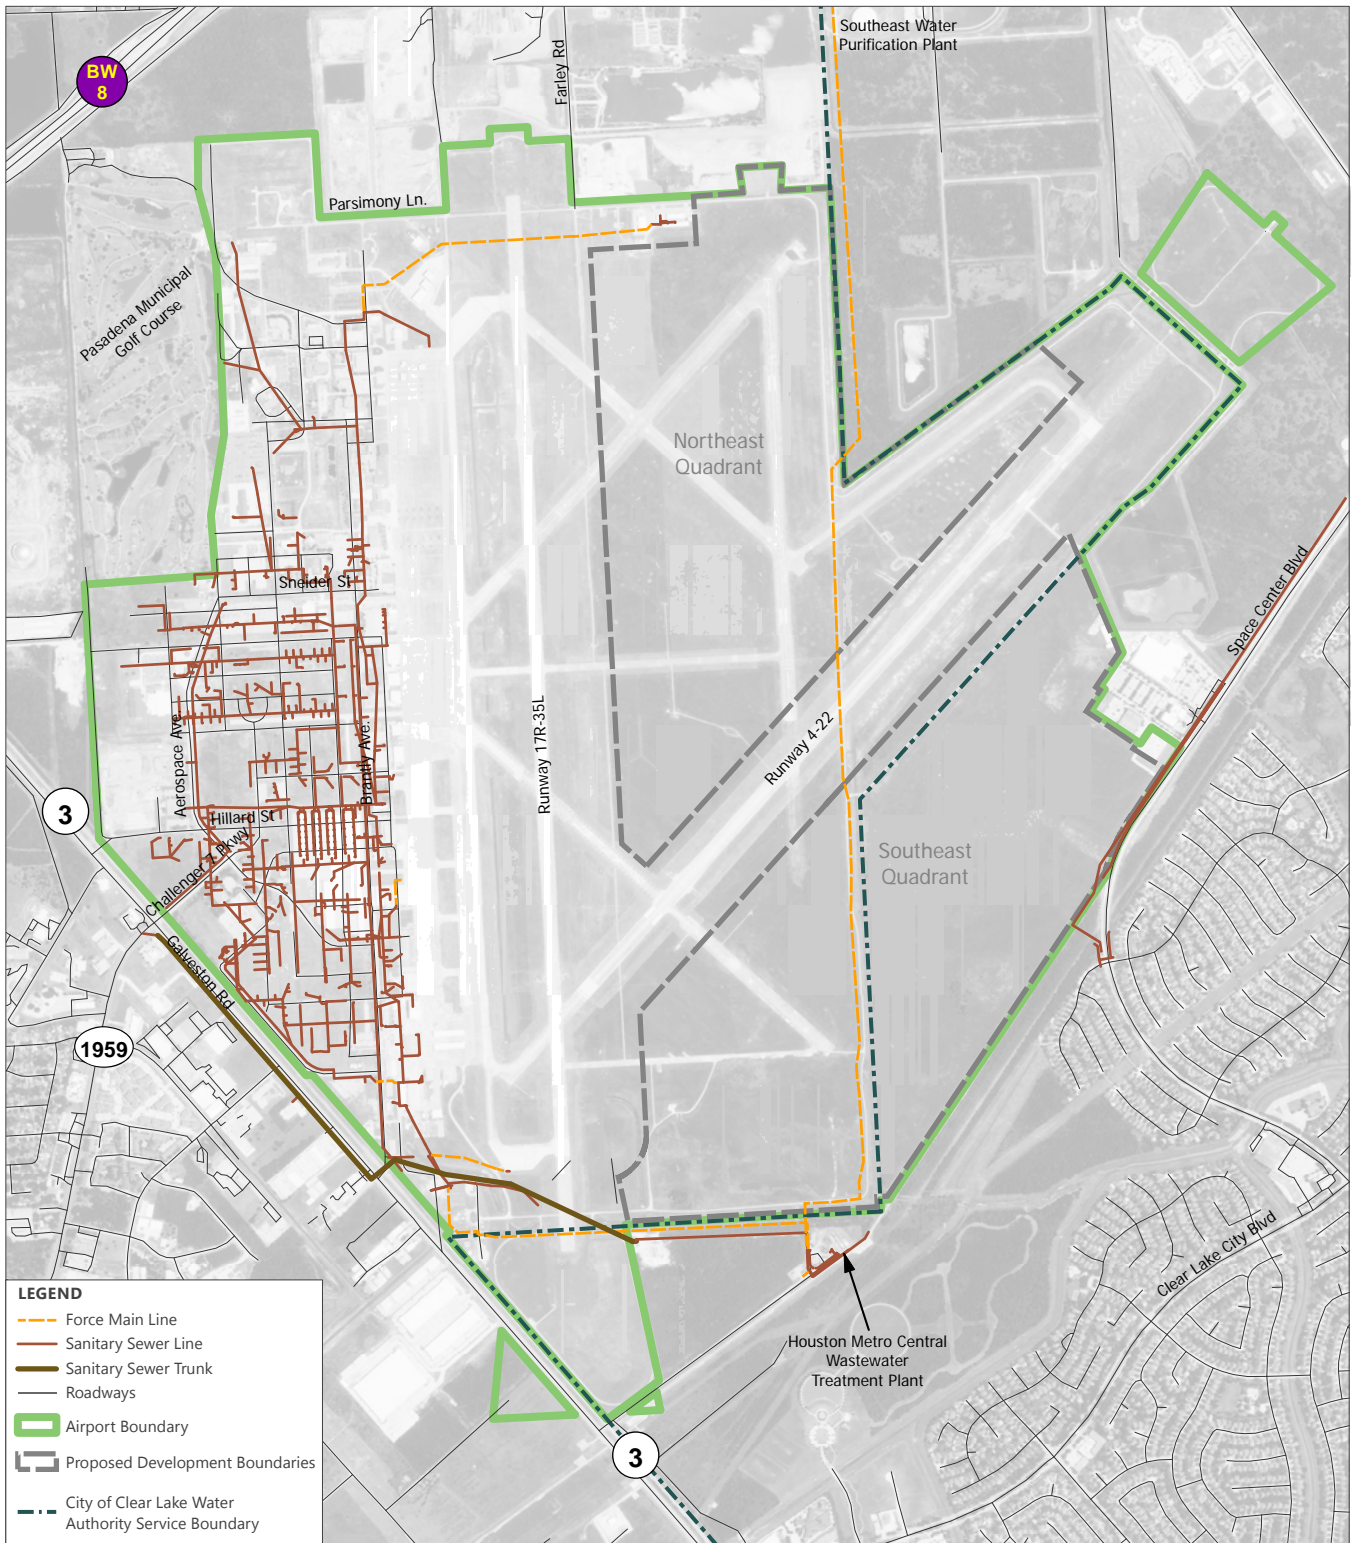 Southeast Water
Purification Plant
BW
8
Farley Rd
Parsimony Ln.
Pasadena Municipal
Golf Course
Northeast
Quadrant
Space Center Blvd
Sneider St
Aerospace Ave.
Brantly Ave.
Runway 17R-35L
Runway 4-22
3
Hillard St
Challenger 7 Pkwy
Southeast
Quadrant
Galveston Rd
1959
Clear Lake City Blvd
Houston Metro Central
Wastewater
Treatment Plant
3
LEGEND
Force Main Line
Sanitary Sewer Line
Sanitary Sewer Trunk
Roadways
Airport Boundary
Proposed Development Boundaries
City of Clear Lake Water
Authority Service Boundary